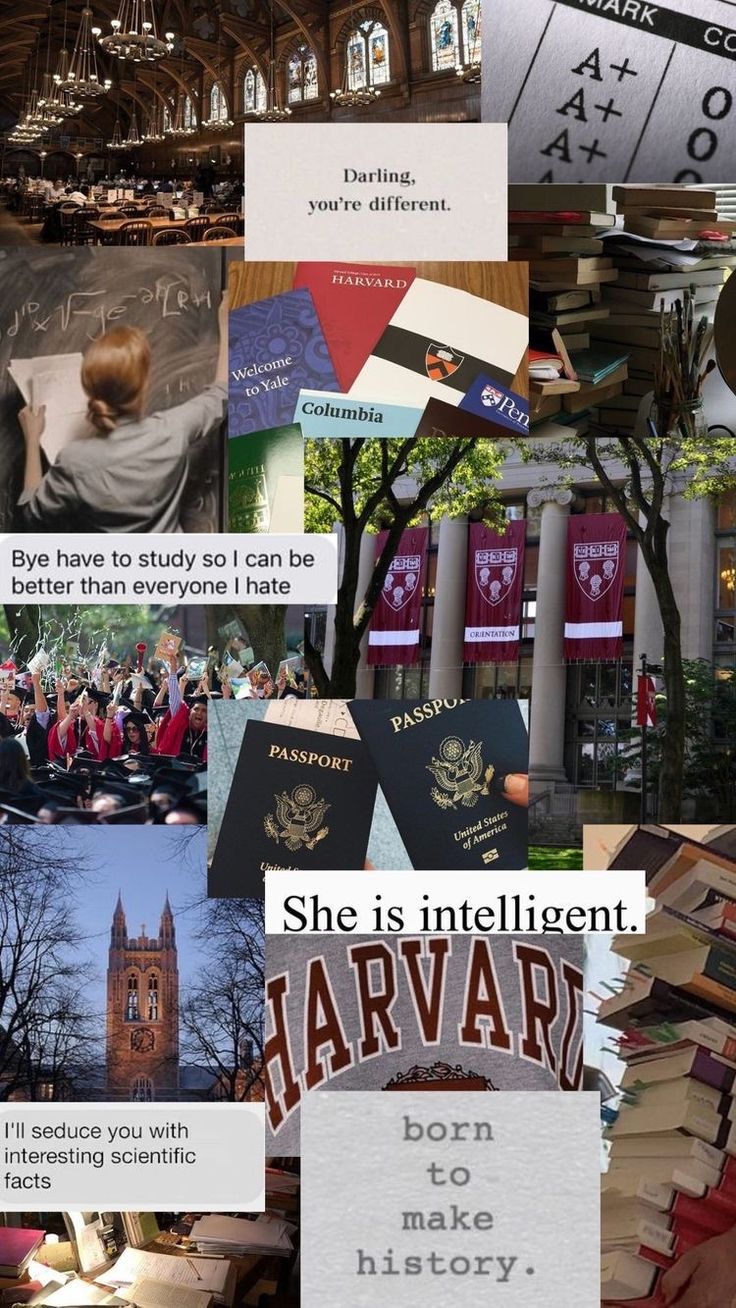 MARK
A+
A+
A+
Darling,
you're different.
HARVARD
Welcome
to Yale
Columbia
Penn
Bye have to study so I can be
better than everyone I hate
ORIENTATION
PASSPORT
PASSPO
United States
of America
She is intelligent.
HARVARD
I'll seduce you with
interesting scientific
facts
born
to
make
history.